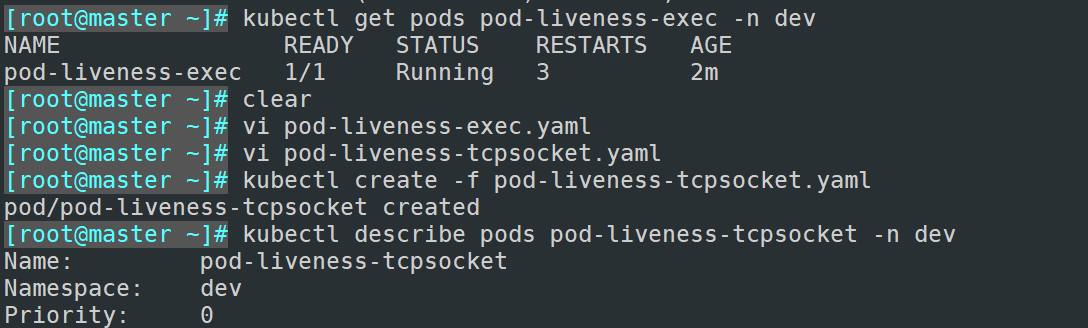 [root@master ~]# kubectl get pods pod-liveness-exec -n dev
NAME                READY   STATUS    RESTARTS   AGE
pod-liveness-exec   1/1     Running   3          2m
[root@master ~]# clear
[root@master ~]# vi pod-liveness-exec.yaml
[root@master ~]# vi pod-liveness-tcpsocket.yaml
[root@master ~]# kubectl create -f pod-liveness-tcpsocket.yaml
pod/pod-liveness-tcpsocket created
[root@master ~]# kubectl describe pods pod-liveness-tcpsocket -n dev
Name:         pod-liveness-tcpsocket
Namespace:    dev
Priority:     0